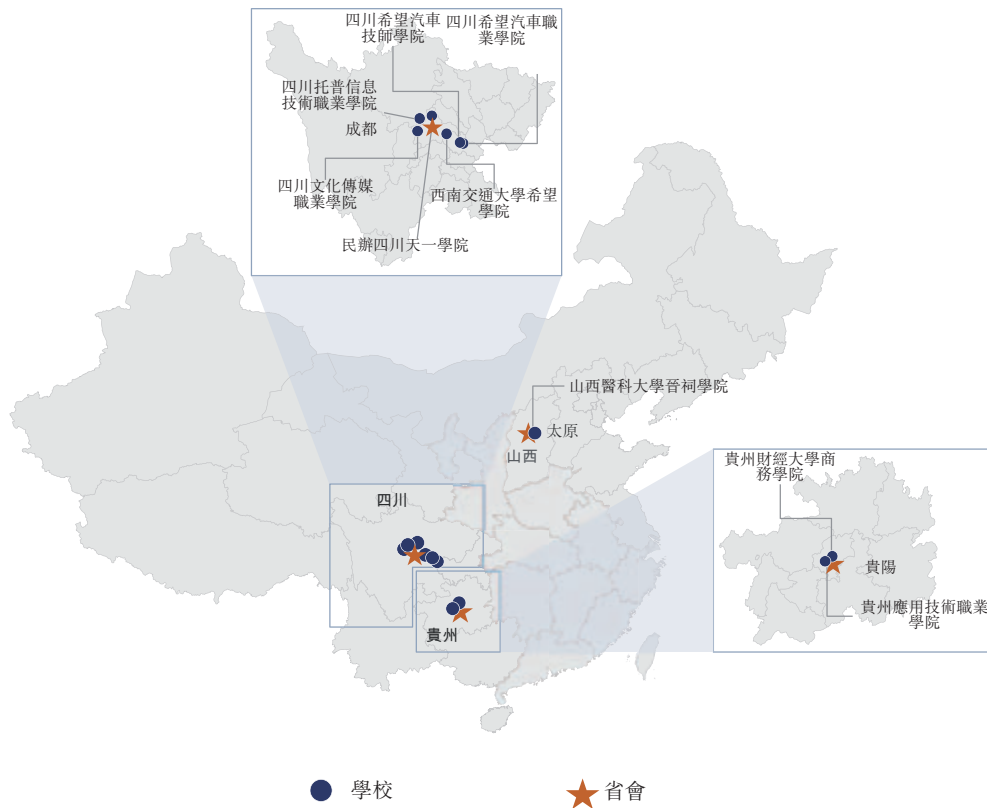 四川希望汽車
技師學院
四川希望汽車職
業學院
四川托普信息
技術職業學院
成都
四川文化傳媒
職業學院
西南交通大學希望
學院
民辦四川天一學院
山西醫科大學晉祠學院
太原
山西
貴州財經大學商
務學院
四川
貴陽
貴州應用技術職業
學院
貴州
學校
省會